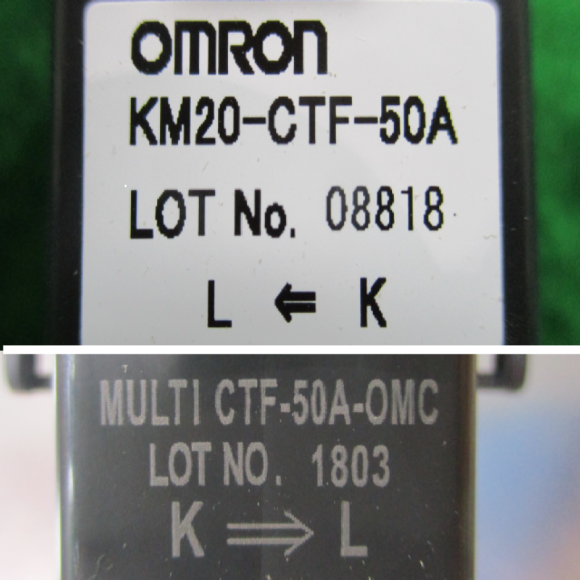 OMRON
KM20-CTF-50A
LOT No. 08818
L ⇐ K
MULTI CTF-50A-OMC
LOT NO. 1803
K ⇒ L